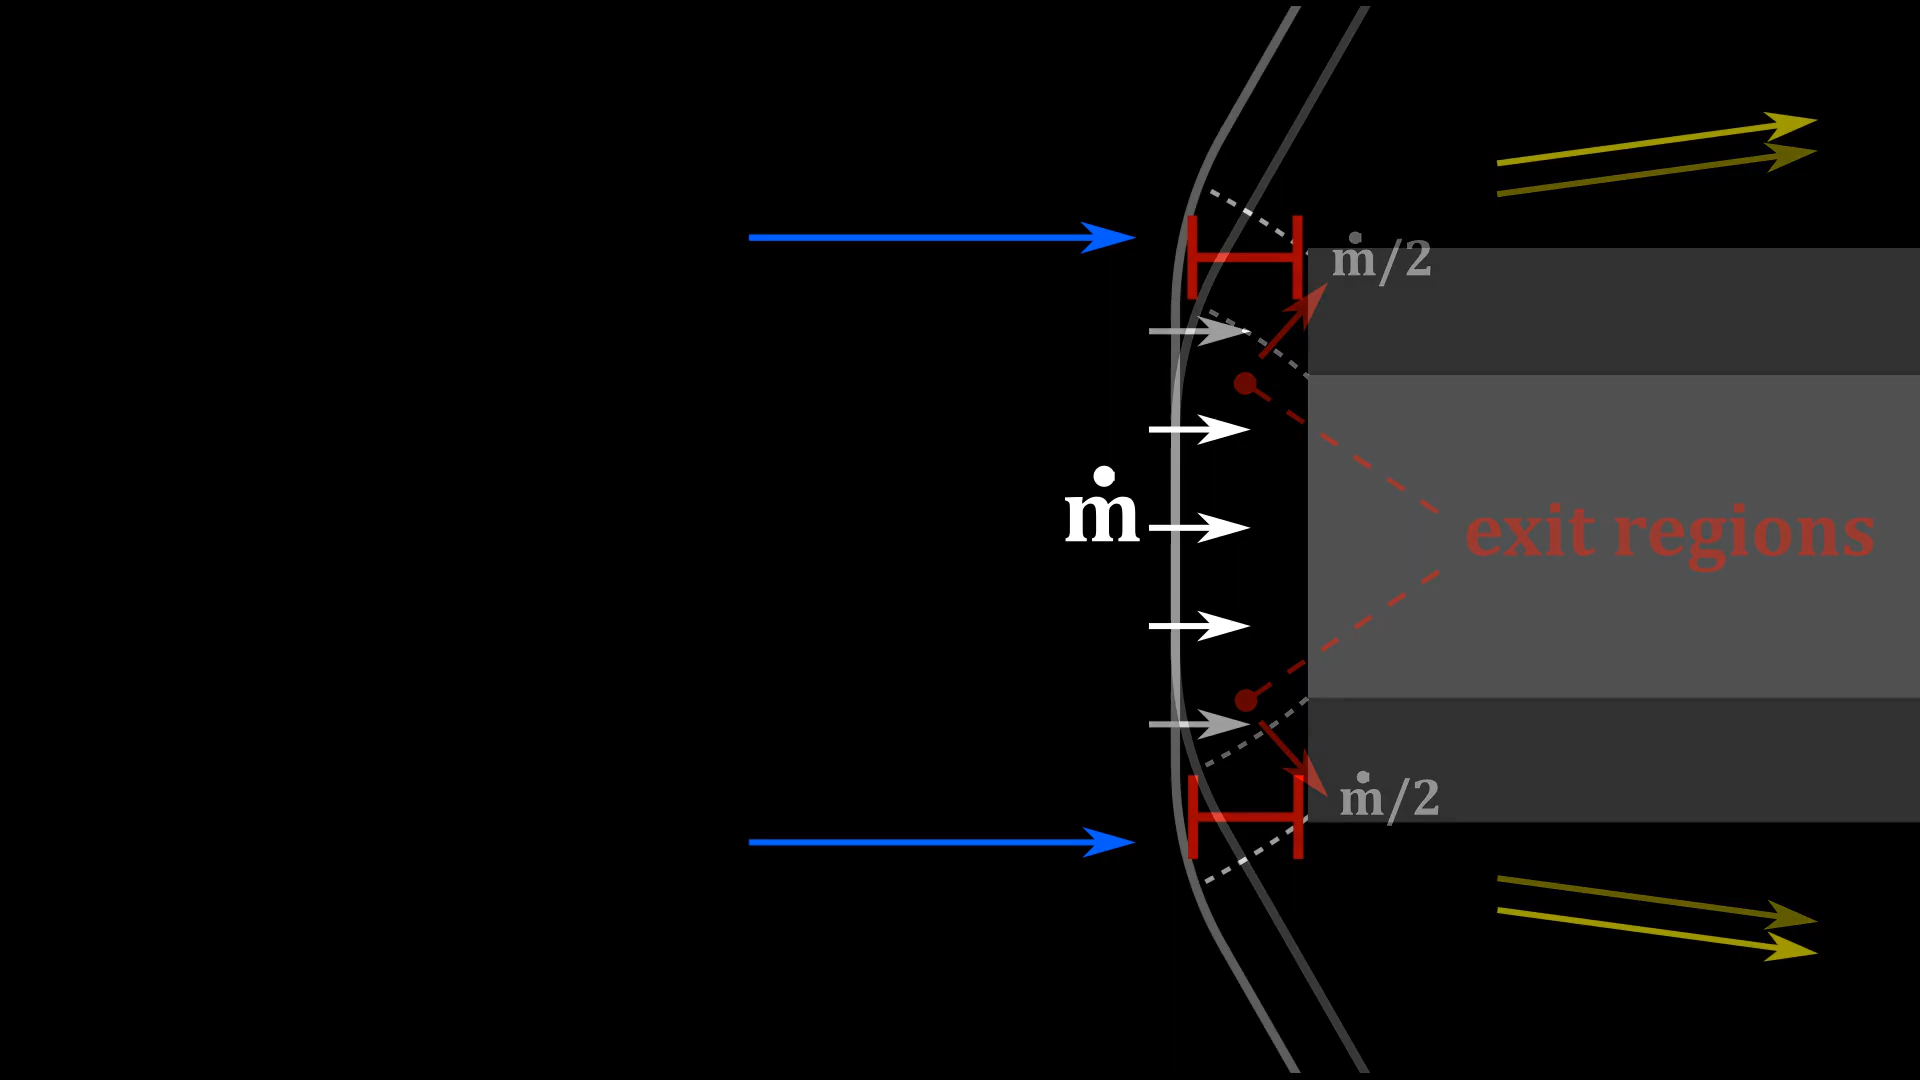 ṁ/2
ṁ
exit regions
ṁ/2